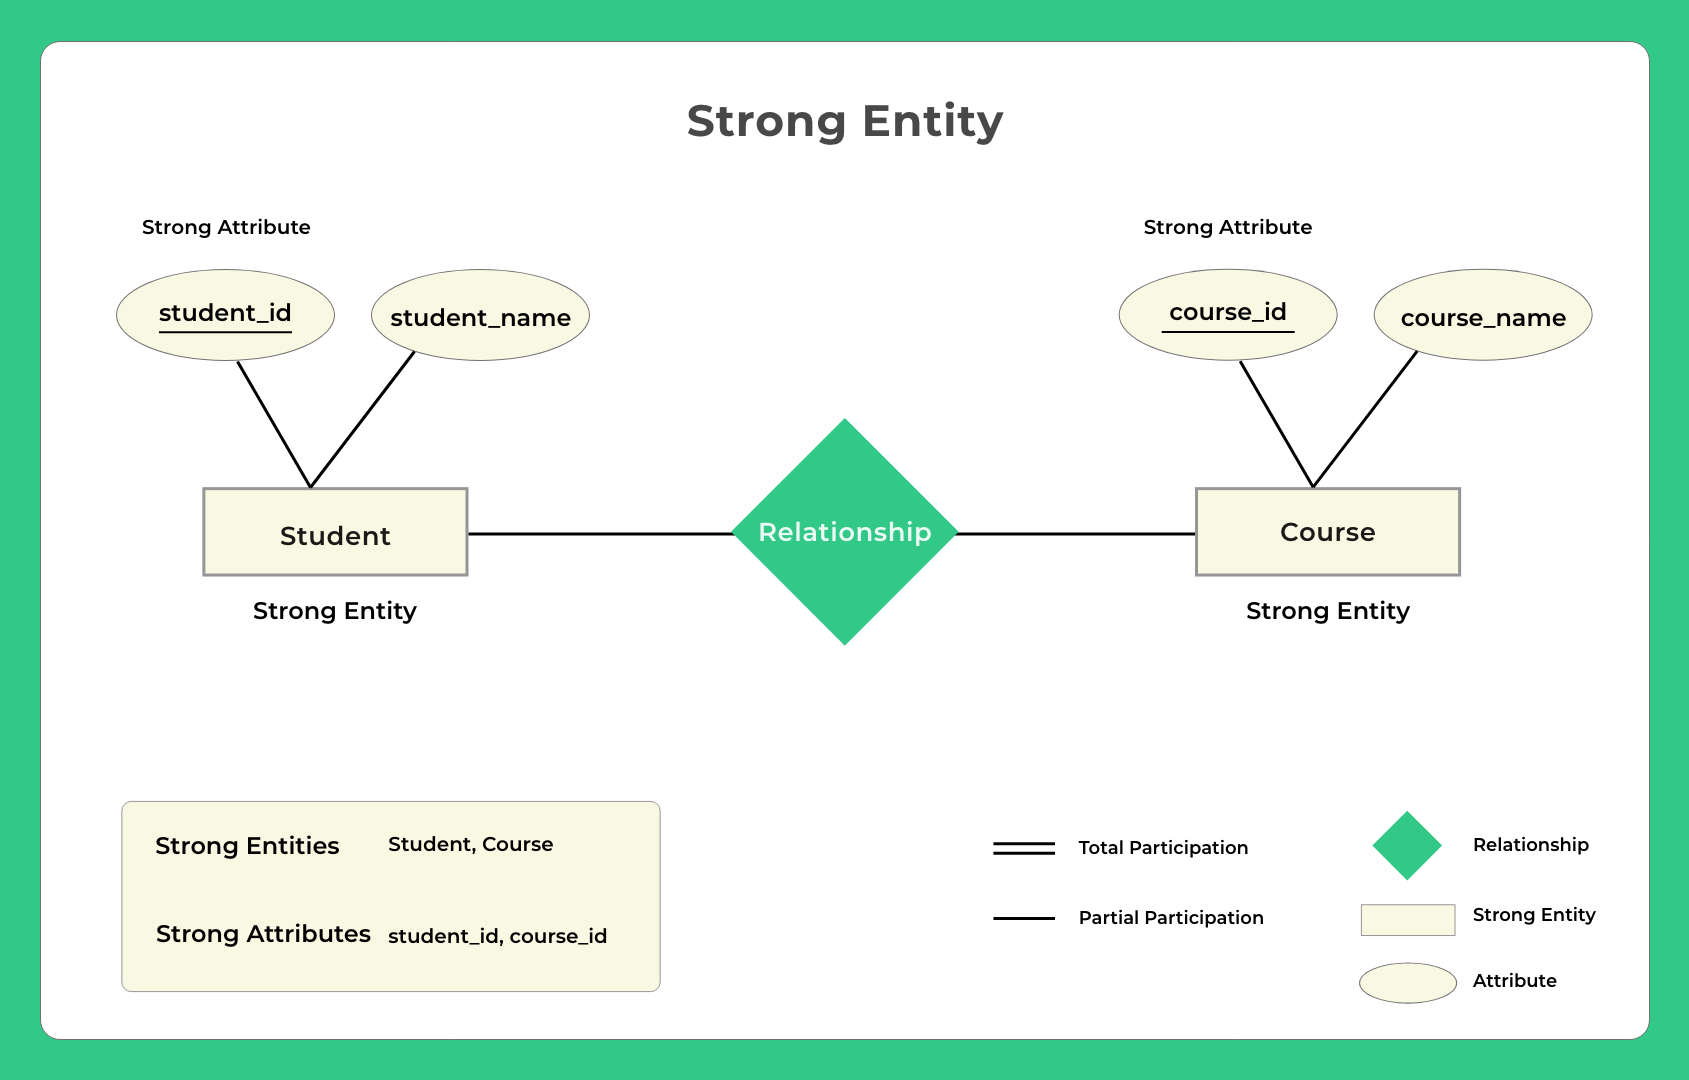 Strong Entity
Strong Attribute
Strong Attribute
student_id
student_name
course_id
course_name
Student
Relationship
Course
Strong Entity
Strong Entity
Strong Entities
Student, Course
Strong Attributes
student_id, course_id
Total Participation
Partial Participation
Relationship
Strong Entity
Attribute